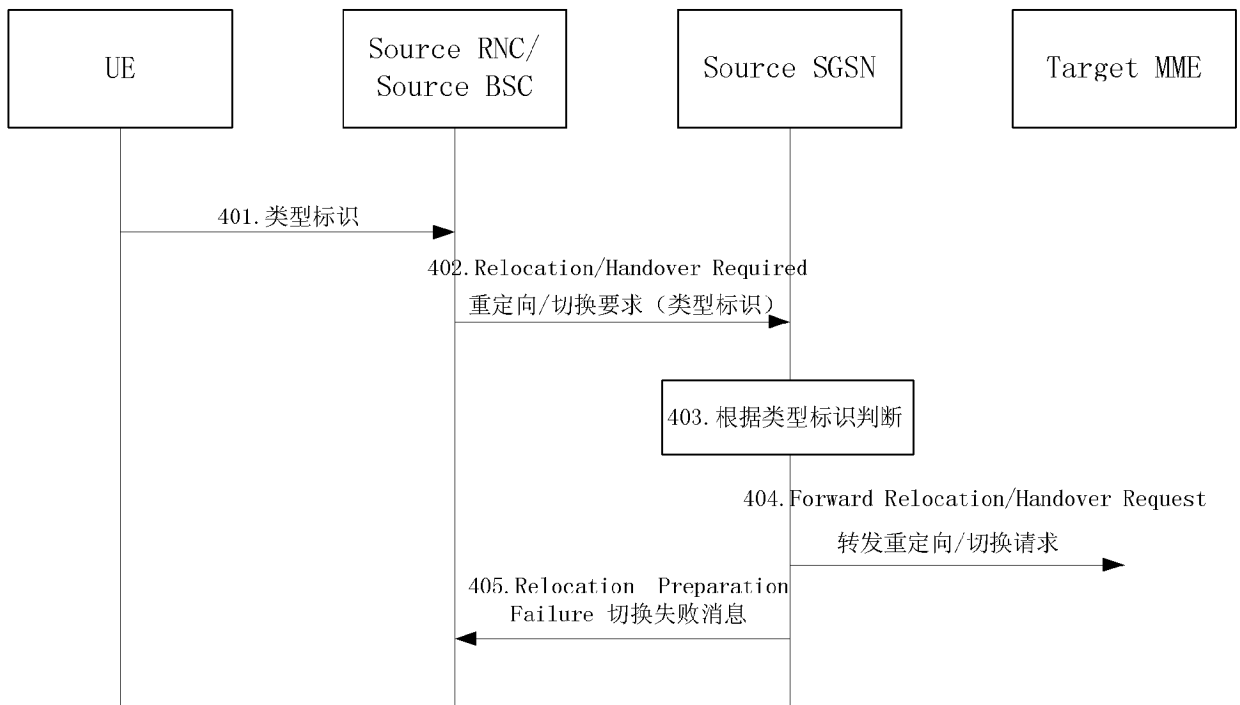 UE
Source RNC/
Source BSC
Source SGSN
Target MME
401.类型标识
402.Relocation/Handover Required
重定向/切换要求（类型标识）
403.根据类型标识判断
404.Forward Relocation/Handover Request
转发重定向/切换请求
405.Relocation Preparation
Failure 切换失败消息